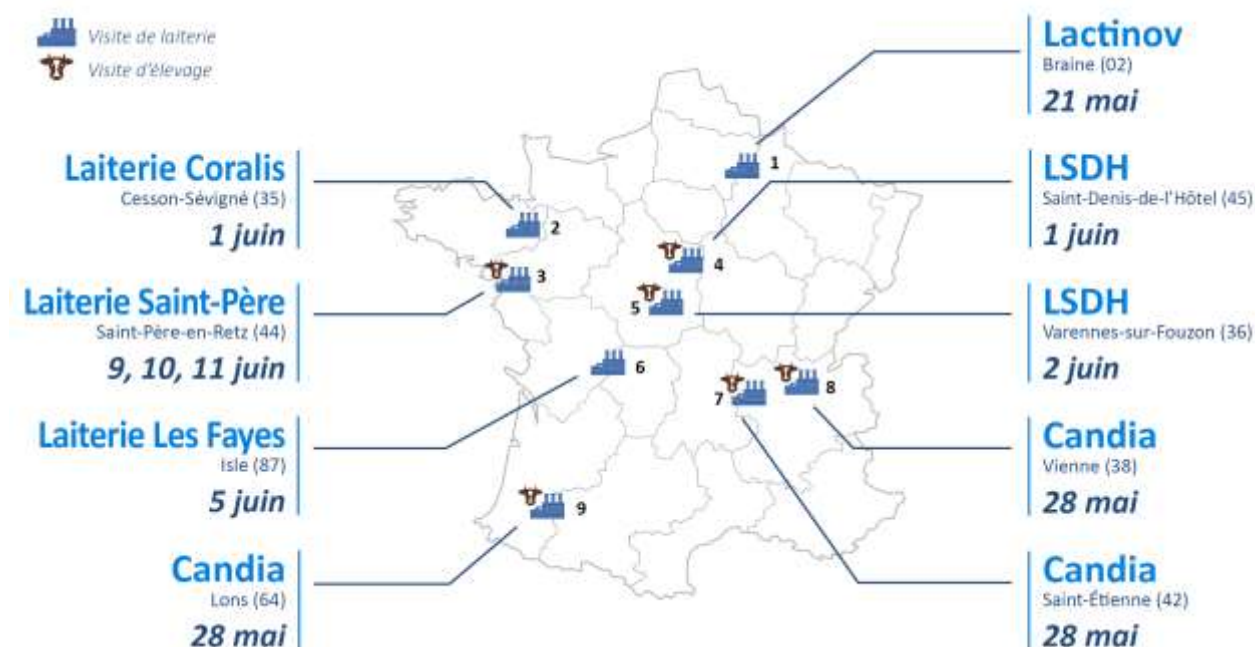 Visite de laiterie
Visite d'élevage
Lactinov
Braine (02)
21 mai
Laiterie Coralis
Cesson-Sévigné (35)
1 juin
LSDH
Saint-Denis-de-l'Hôtel (45)
1 juin
Laiterie Saint-Père
Saint-Père-en-Retz (44)
9, 10, 11 juin
LSDH
Varennes-sur-Fouzon (36)
2 juin
Laiterie Les Fayes
Isle (87)
5 juin
Candia
Vienne (38)
28 mai
Candia
Lons (64)
28 mai
Candia
Saint-Étienne (42)
28 mai
1
2
3
4
5
6
7
8
9